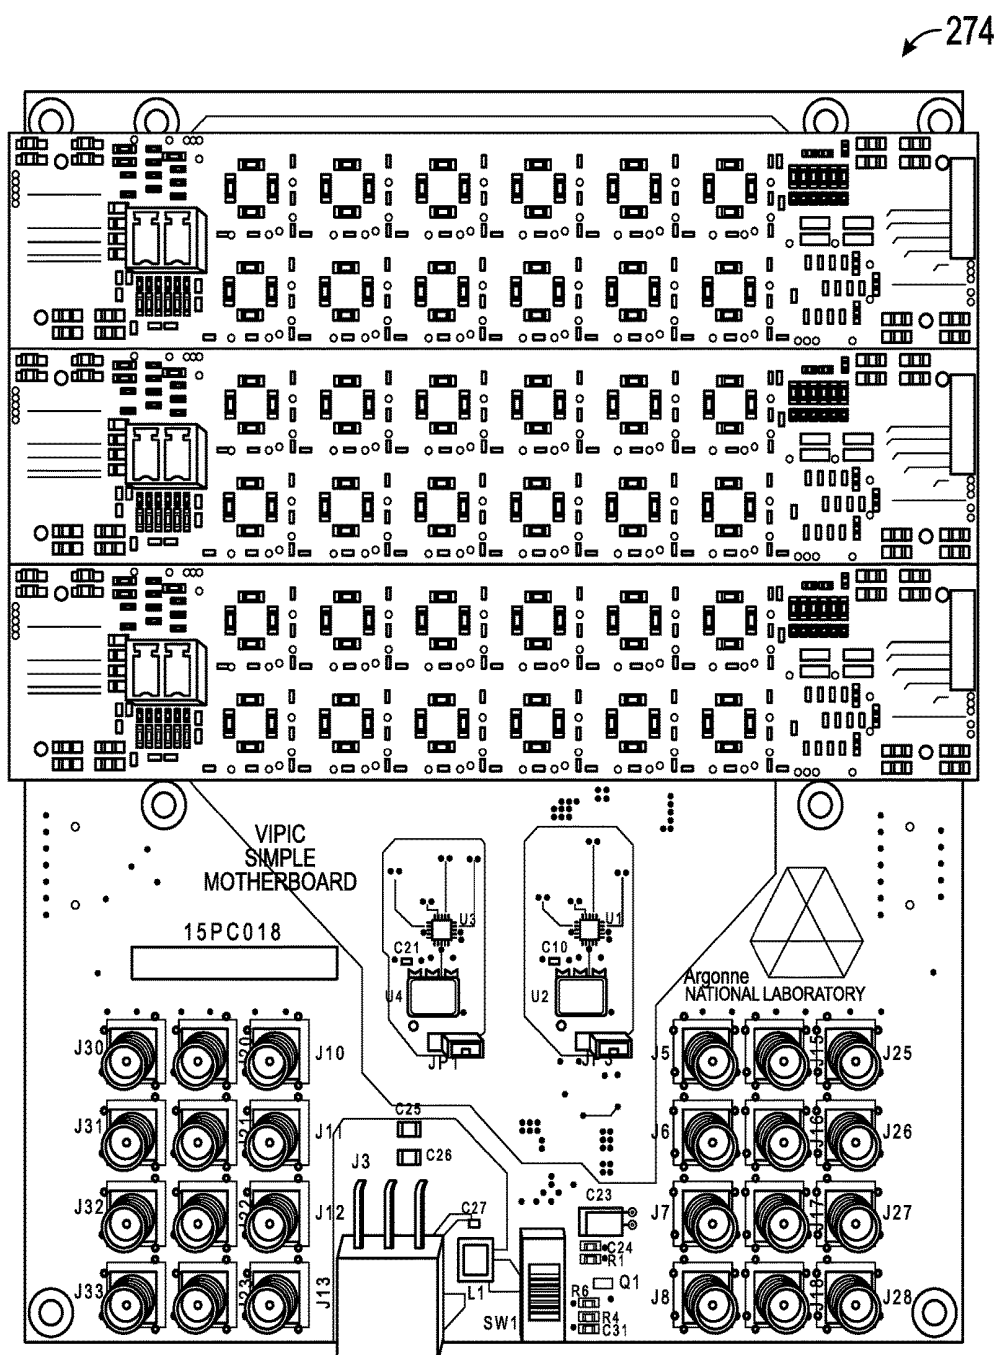 274
VIPIC
SIMPLE
MOTHERBOARD
15PC018
U3
C21
U4
JP1
U1
C10
U2
JP3
Argonne
NATIONAL LABORATORY
J30 J20 J10
J31 J21 J11
J32 J22 J12
J33 J23 J13
J5 J15 J25
J6 J16 J26
J7 J17 J27
J8 J18 J28
C25
C26
J3
C27
L1
SW1
C23
C24
R1
Q1
R6
R4
C31